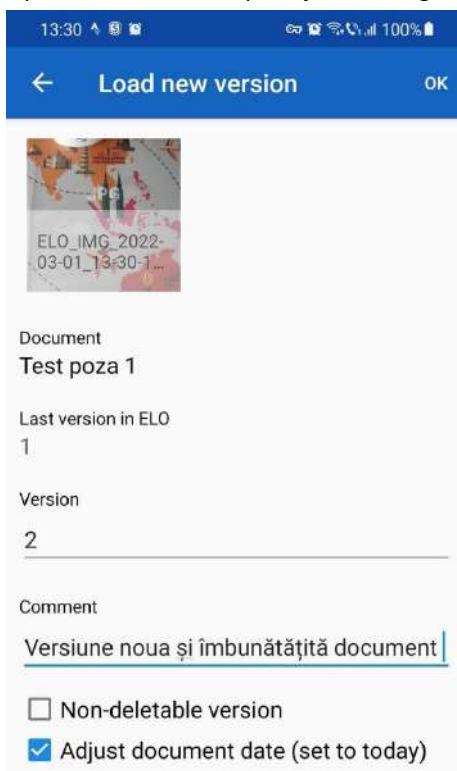 13:30 100%
Load new version OK
JPG
ELO_IMG_2022-
03-01_13-30-1...
Document
Test poza 1
Last version in ELO
1
Version
2
Comment
Versiune noua și îmbunătățită document
Non-deletable version
Adjust document date (set to today)